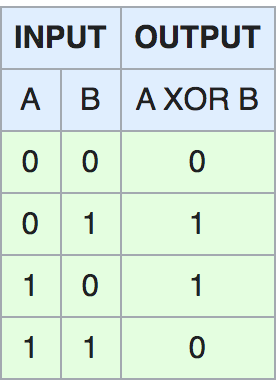 INPUT OUTPUT
A B A XOR B
0 0 0
0 1 1
1 0 1
1 1 0